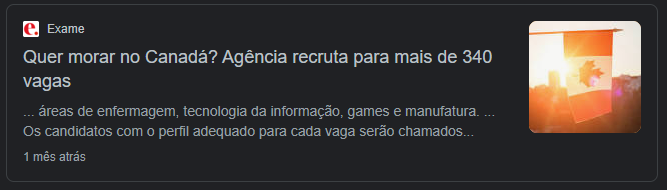 e.
Exame
Quer morar no Canadá? Agência recruta para mais de 340
vagas
... áreas de enfermagem, tecnologia da informação, games e manufatura. ...
Os candidatos com o perfil adequado para cada vaga serão chamados...
1 mês atrás